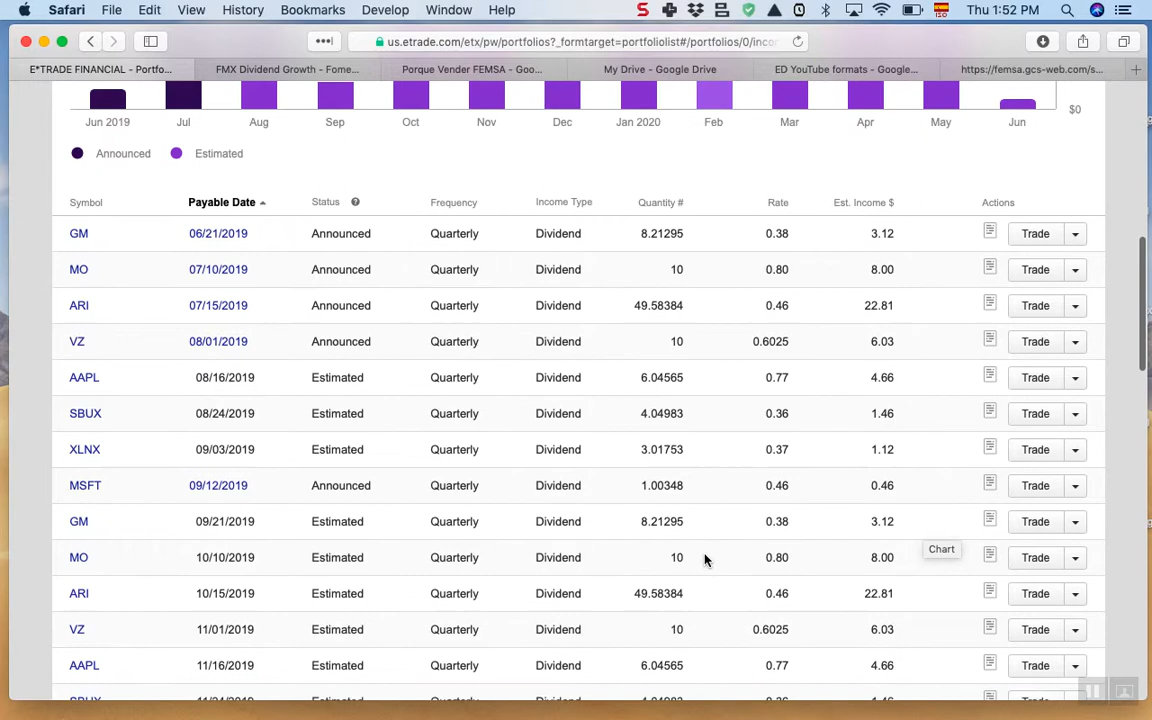 Safari File Edit View History Bookmarks Develop Window Help Thu 1:52 PM
us.etrade.com/etx/pw/portfolios?_formtarget=portfoliolist#/portfolios/0/inco
E*TRADE FINANCIAL - Portfo... FMX Dividend Growth - Fome... Porque Vender FEMSA - Goo... My Drive - Google Drive ED YouTube formats - Google... https://femsa.gcs-web.com/s...
$0
Jun 2019 Jul Aug Sep Oct Nov Dec Jan 2020 Feb Mar Apr May Jun
Announced Estimated
Symbol Payable Date Status ? Frequency Income Type Quantity # Rate Est. Income $ Actions
GM 06/21/2019 Announced Quarterly Dividend 8.21295 0.38 3.12 Trade
MO 07/10/2019 Announced Quarterly Dividend 10 0.80 8.00 Trade
ARI 07/15/2019 Announced Quarterly Dividend 49.58384 0.46 22.81 Trade
VZ 08/01/2019 Announced Quarterly Dividend 10 0.6025 6.03 Trade
AAPL 08/16/2019 Estimated Quarterly Dividend 6.04565 0.77 4.66 Trade
SBUX 08/24/2019 Estimated Quarterly Dividend 4.04983 0.36 1.46 Trade
XLNX 09/03/2019 Estimated Quarterly Dividend 3.01753 0.37 1.12 Trade
MSFT 09/12/2019 Announced Quarterly Dividend 1.00348 0.46 0.46 Trade
GM 09/21/2019 Estimated Quarterly Dividend 8.21295 0.38 3.12 Trade
MO 10/10/2019 Estimated Quarterly Dividend 10 0.80 8.00 Chart Trade
ARI 10/15/2019 Estimated Quarterly Dividend 49.58384 0.46 22.81 Trade
VZ 11/01/2019 Estimated Quarterly Dividend 10 0.6025 6.03 Trade
AAPL 11/16/2019 Estimated Quarterly Dividend 6.04565 0.77 4.66 Trade